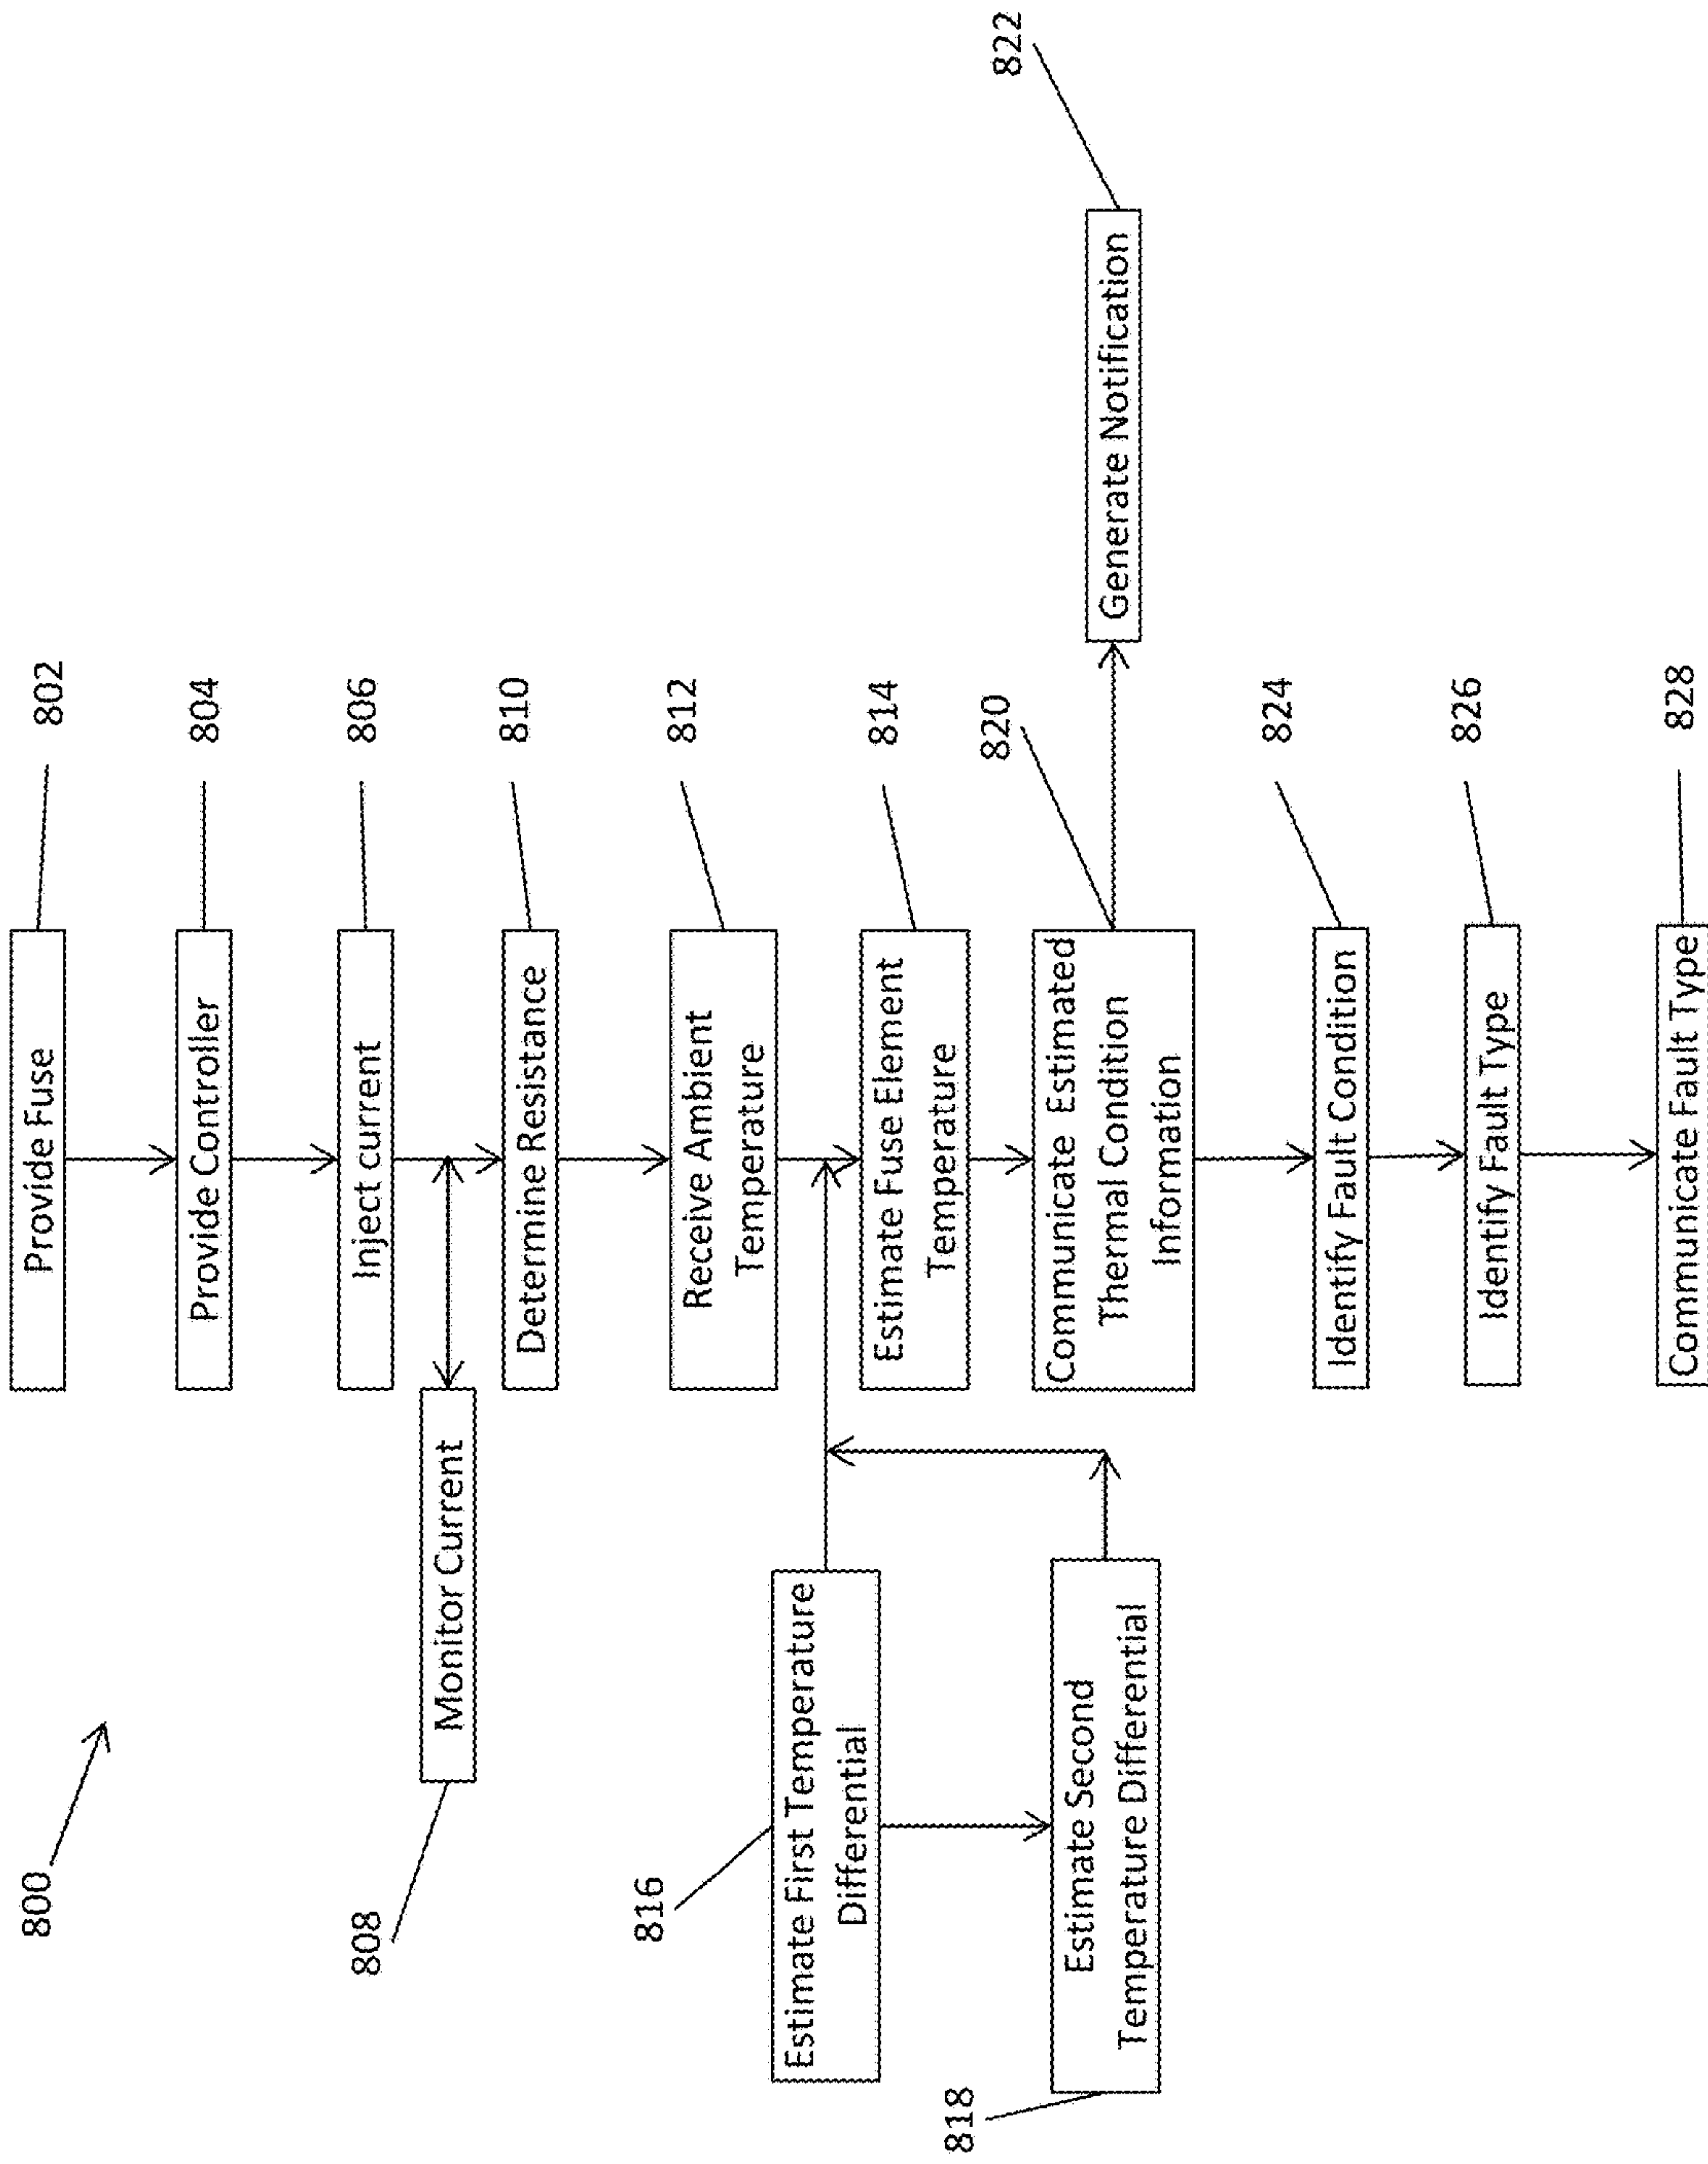 800
Provide Fuse
802
Provide Controller
804
Inject current
806
Monitor Current
808
Determine Resistance
810
Receive Ambient
Temperature
812
Estimate First Temperature
Differential
816
Estimate Second
Temperature Differential
818
Estimate Fuse Element
Temperature
814
Communicate Estimated
Thermal Condition
Information
820
Generate Notification
822
Identify Fault Condition
824
Identify Fault Type
826
Communicate Fault Type
828